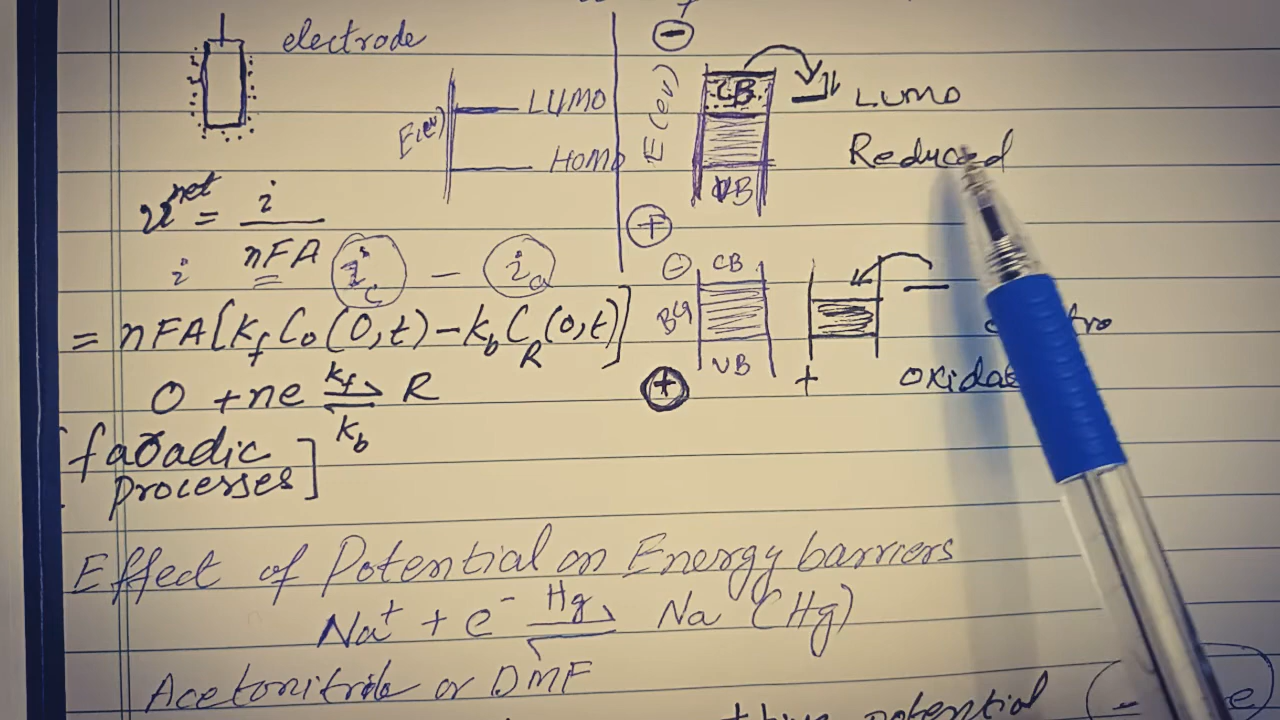 electrode
E(ev)
LUMO
HOMO
E(ev)
⊖
CB
VB
⊕
LUMO
Reduced
v net = i / nFA
i
i_c - i_a
= nFA[K_f C_O (0,t) - k_b C_R (0,t)]
O + ne ⇌ R
k_f
k_b
[faradic
processes]
⊖ CB
VB
⊕
+
Effect of Potential on Energy barriers
Na⁺ + e⁻ ⇌ Na (Hg)
Hg
Acetonitrile or DMF
potential